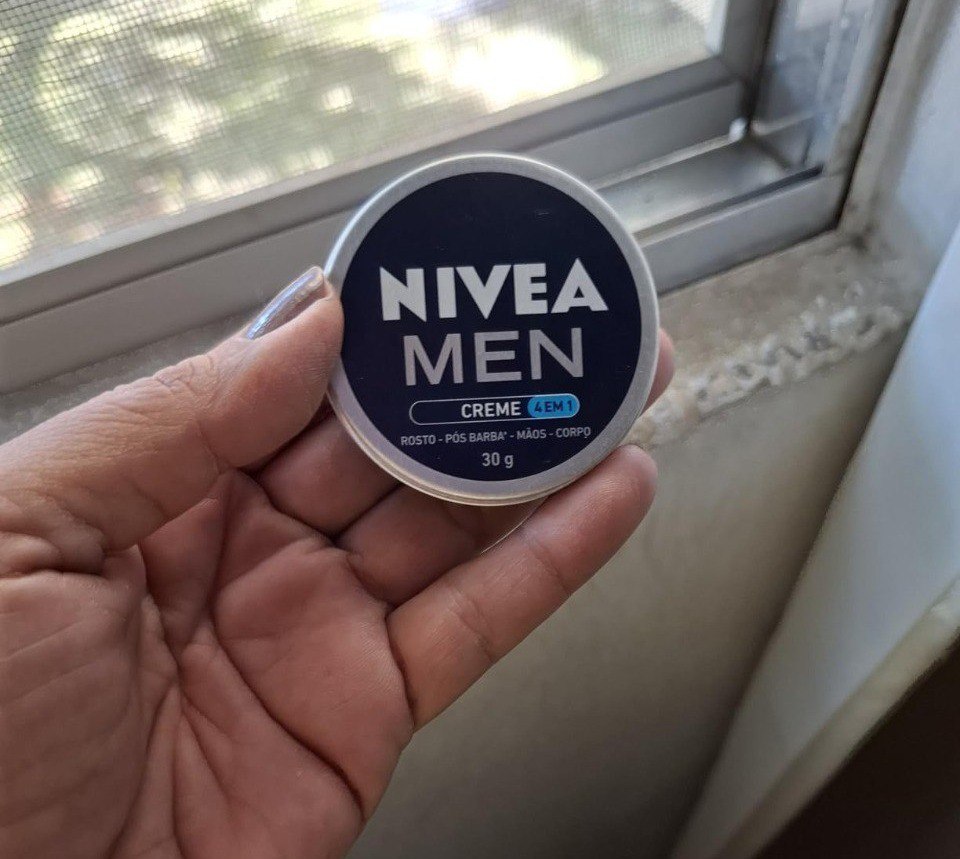 NIVEA
MEN
CREME 4 EM 1
ROSTO - PÓS BARBA* - MÃOS - CORPO
30 g